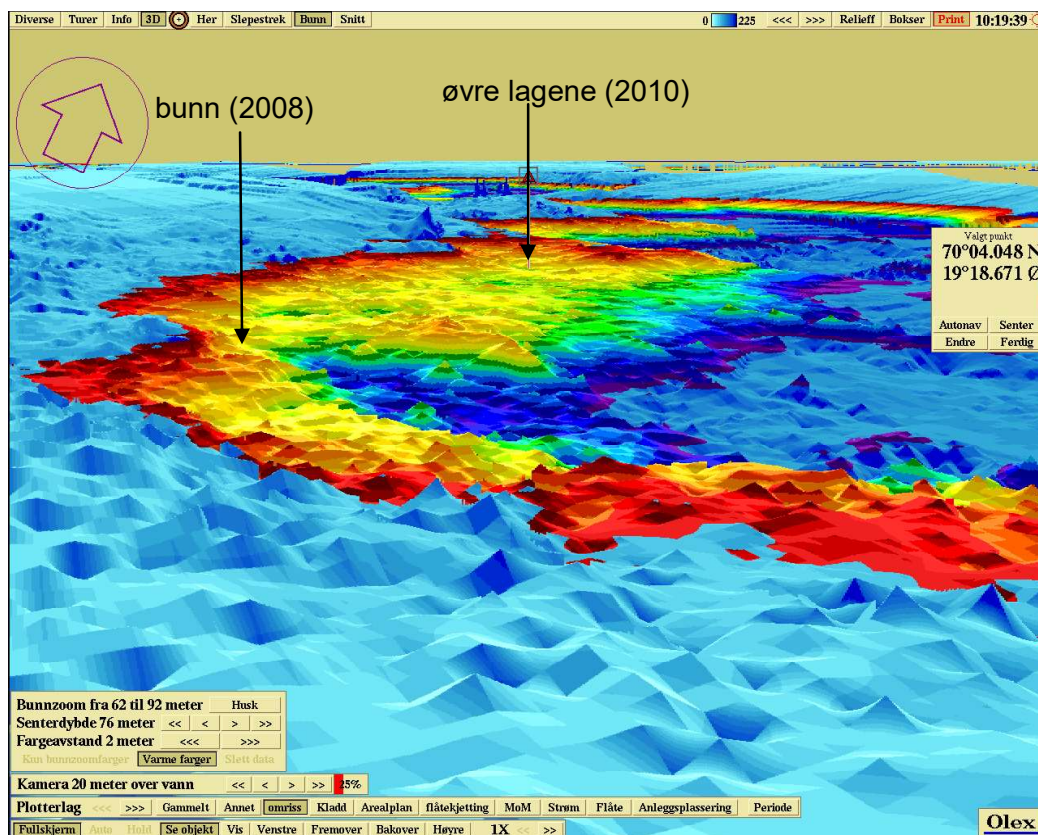 Diverse Turer Info 3D Her Slepestrek Bunn Snitt 0 225 <<< >>> Relieff Bokser Print 10:19:39
bunn (2008)
øvre lagene (2010)
Valgt punkt
70°04.048 N
19°18.671 Ø
Autonav Senter
Endre Ferdig
Bunnzoom fra 62 til 92 meter Husk
Senterdybde 76 meter << < > >>
Fargeavstand 2 meter <<< >>>
Kun bunnzoomfarger Varme farger Slett data
Kamera 20 meter over vann << < > >> 25%
Plotterlag <<< >>> Gammelt Annet omriss Kladd Arealplan flåtekjetting MoM Strøm Flåte Anleggsplassering Periode
Fullskjerm Auto Hold Se objekt Vis Venstre Fremover Bakover Høyre 1X << >>
Olex